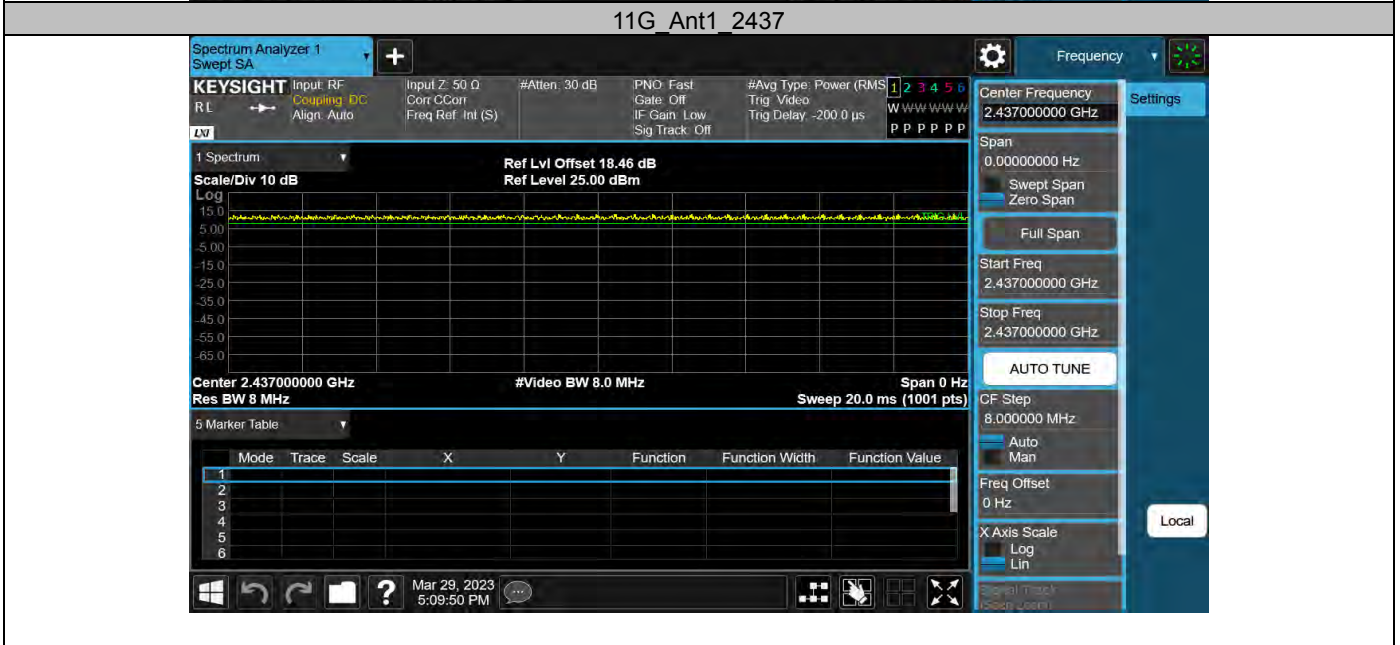 11G_Ant1_2437
Spectrum Analyzer 1
Swept SA
Frequency
KEYSIGHT
RL
LXI
Input: RF
Coupling: DC
Align: Auto
Input Z: 50 Ω
Corr CCorr
Freq Ref: Int (S)
#Atten: 30 dB
PNO: Fast
Gate: Off
IF Gain: Low
Sig Track: Off
#Avg Type: Power (RMS
Trig: Video
Trig Delay: -200.0 µs
1 2 3 4 5 6
W W W W W W
P P P P P P
1 Spectrum
Scale/Div 10 dB
Ref Lvl Offset 18.46 dB
Ref Level 25.00 dBm
Log
15.0
5.00
-5.00
-15.0
-25.0
-35.0
-45.0
-55.0
-65.0
TRIG LVL
Center 2.437000000 GHz
#Video BW 8.0 MHz
Span 0 Hz
Res BW 8 MHz
Sweep 20.0 ms (1001 pts)
5 Marker Table
Mode Trace Scale X Y Function Function Width Function Value
1
2
3
4
5
6
Mar 29, 2023
5:09:50 PM
Center Frequency
2.437000000 GHz
Span
0.00000000 Hz
Swept Span
Zero Span
Full Span
Start Freq
2.437000000 GHz
Stop Freq
2.437000000 GHz
AUTO TUNE
CF Step
8.000000 MHz
Auto
Man
Freq Offset
0 Hz
X Axis Scale
Log
Lin
Signal Track
(Span Zoom)
Settings
Local